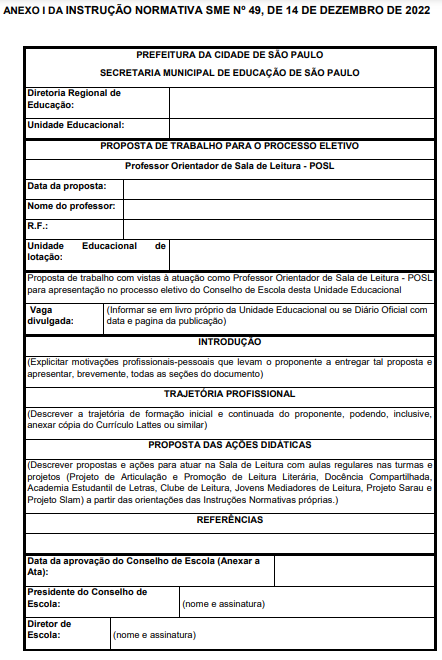 ANEXO I DA INSTRUÇÃO NORMATIVA SME Nº 49, DE 14 DE DEZEMBRO DE 2022
PREFEITURA DA CIDADE DE SÃO PAULO
SECRETARIA MUNICIPAL DE EDUCAÇÃO DE SÃO PAULO
Diretoria Regional de
Educação:
Unidade Educacional:
PROPOSTA DE TRABALHO PARA O PROCESSO ELETIVO
Professor Orientador de Sala de Leitura - POSL
Data da proposta:
Nome do professor:
R.F.:
Unidade Educacional de
lotação:
Proposta de trabalho com vistas à atuação como Professor Orientador de Sala de Leitura - POSL
para apresentação no processo eletivo do Conselho de Escola desta Unidade Educacional
Vaga
divulgada:
(Informar se em livro próprio da Unidade Educacional ou se Diário Oficial com
data e pagina da publicação)
INTRODUÇÃO
(Explicitar motivações profissionais-pessoais que levam o proponente a entregar tal proposta e
apresentar, brevemente, todas as seções do documento)
TRAJETÓRIA PROFISSIONAL
(Descrever a trajetória de formação inicial e continuada do proponente, podendo, inclusive,
anexar cópia do Currículo Lattes ou similar)
PROPOSTA DAS AÇÕES DIDÁTICAS
(Descrever propostas e ações para atuar na Sala de Leitura com aulas regulares nas turmas e
projetos (Projeto de Articulação e Promoção de Leitura Literária, Docência Compartilhada,
Academia Estudantil de Letras, Clube de Leitura, Jovens Mediadores de Leitura, Projeto Sarau e
Projeto Slam) a partir das orientações das Instruções Normativas próprias.)
REFERÊNCIAS
Data da aprovação do Conselho de Escola (Anexar a
Ata):
Presidente do Conselho de
Escola:
(nome e assinatura)
Diretor de
Escola:
(nome e assinatura)